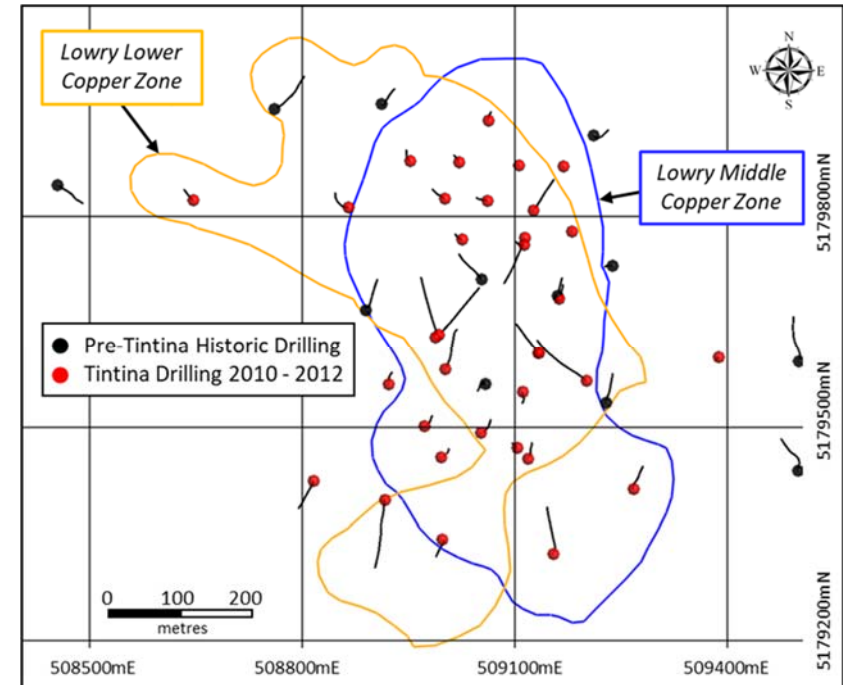 Lowry Lower
Copper Zone
N
W
E
S
Lowry Middle
Copper Zone
5179800mN
Pre-Tintina Historic Drilling
Tintina Drilling 2010 - 2012
5179500mN
0 100 200
metres
5179200mN
508500mE 508800mE 509100mE 509400mE